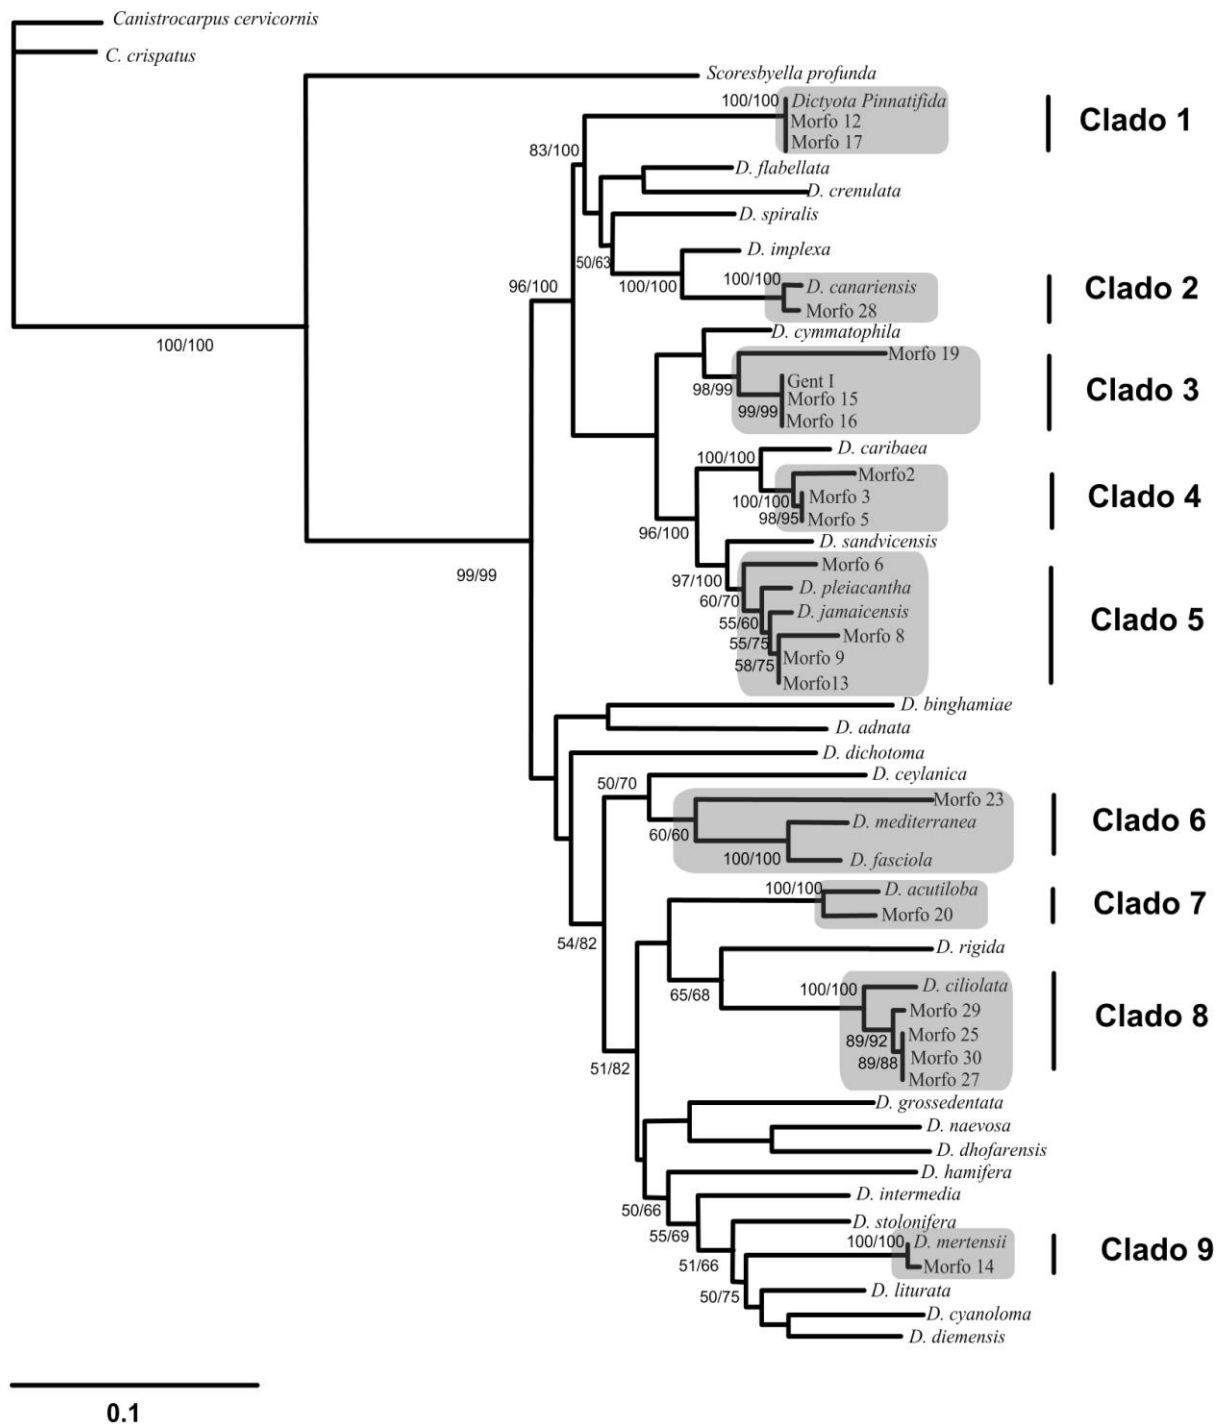 Canistrocarpus cervicornis
C. crispatus
Scoresbyella profunda
100/100
Dictyota Pinnatifida
Morfo 12
Morfo 17
Clado 1
83/100
D. flabellata
D. crenulata
D. spiralis
50/63
D. implexa
96/100
100/100
100/100
D. canariensis
Morfo 28
Clado 2
100/100
D. cymmatophila
Morfo 19
98/99
Gent I
Morfo 15
99/99
Morfo 16
Clado 3
D. caribaea
100/100
Morfo2
100/100
Morfo 3
98/95
Morfo 5
Clado 4
96/100
D. sandvicensis
97/100
Morfo 6
60/70
D. pleiacantha
55/60
D. jamaicensis
55/75
Morfo 8
58/75
Morfo 9
Morfo13
Clado 5
99/99
D. binghamiae
D. adnata
D. dichotoma
50/70
D. ceylanica
Morfo 23
60/60
D. mediterranea
100/100
D. fasciola
Clado 6
100/100
D. acutiloba
Morfo 20
Clado 7
54/82
D. rigida
65/68
100/100
D. ciliolata
Morfo 29
89/92
Morfo 25
89/88
Morfo 30
Morfo 27
Clado 8
51/82
D. grossedentata
D. naevosa
D. dhofarensis
D. hamifera
50/66
D. intermedia
55/69
D. stolonifera
51/66
100/100
D. mertensii
Morfo 14
Clado 9
50/75
D. liturata
D. cyanoloma
D. diemensis
0.1